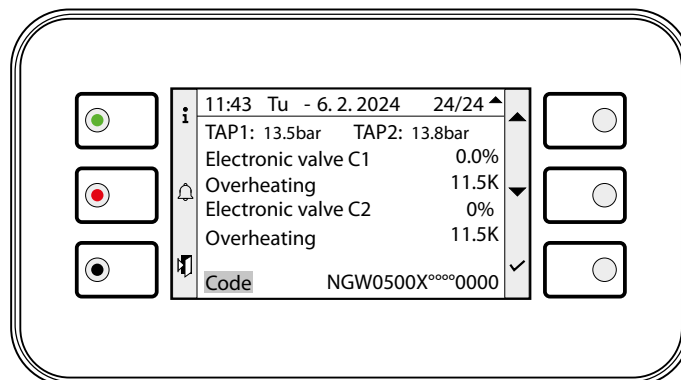 i
11:43 Tu - 6. 2. 2024 24/24
TAP1: 13.5bar TAP2: 13.8bar
Electronic valve C1 0.0%
Overheating 11.5K
Electronic valve C2 0%
Overheating 11.5K
Code NGW0500X°°°°0000